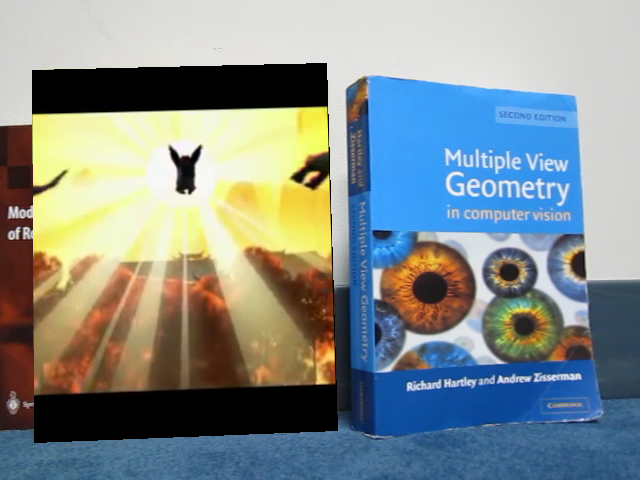 Mod
of Ro
SECOND EDITION
Multiple View
Geometry
in computer vision
Hartley and
Zisserman
Multiple View Geometry
Richard Hartley and Andrew Zisserman
CAMBRIDGE